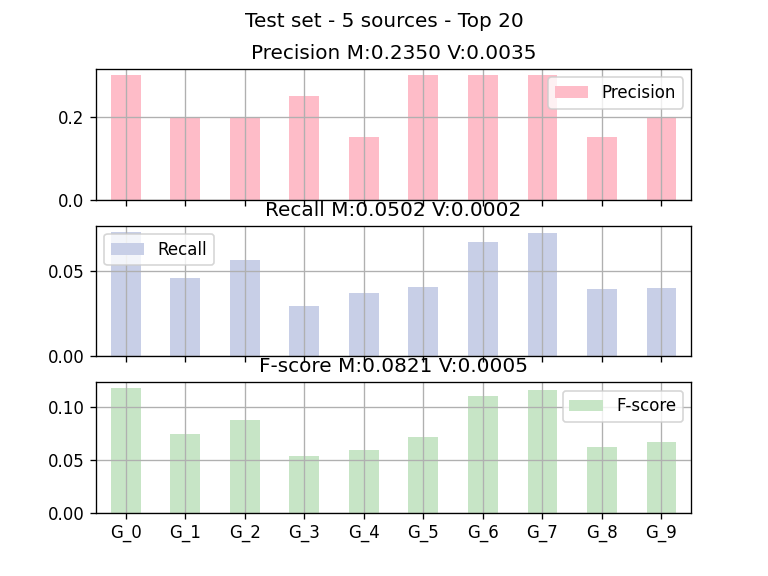 Test set - 5 sources - Top 20
Precision M:0.2350 V:0.0035
Precision
0.2
0.0
Recall M:0.0502 V:0.0002
Recall
0.05
0.00
F-score M:0.0821 V:0.0005
F-score
0.10
0.05
0.00
G_0 G_1 G_2 G_3 G_4 G_5 G_6 G_7 G_8 G_9